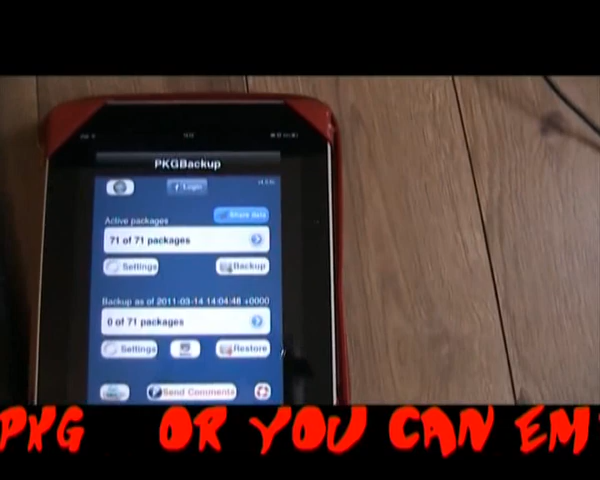 PKGBackup
Login
Share data
Active packages
71 of 71 packages
Settings Backup
Backup as of 2011-03-14 14:04:48 +0000
0 of 71 packages
Settings Restore
Send Comments
PKG OR YOU CAN EM